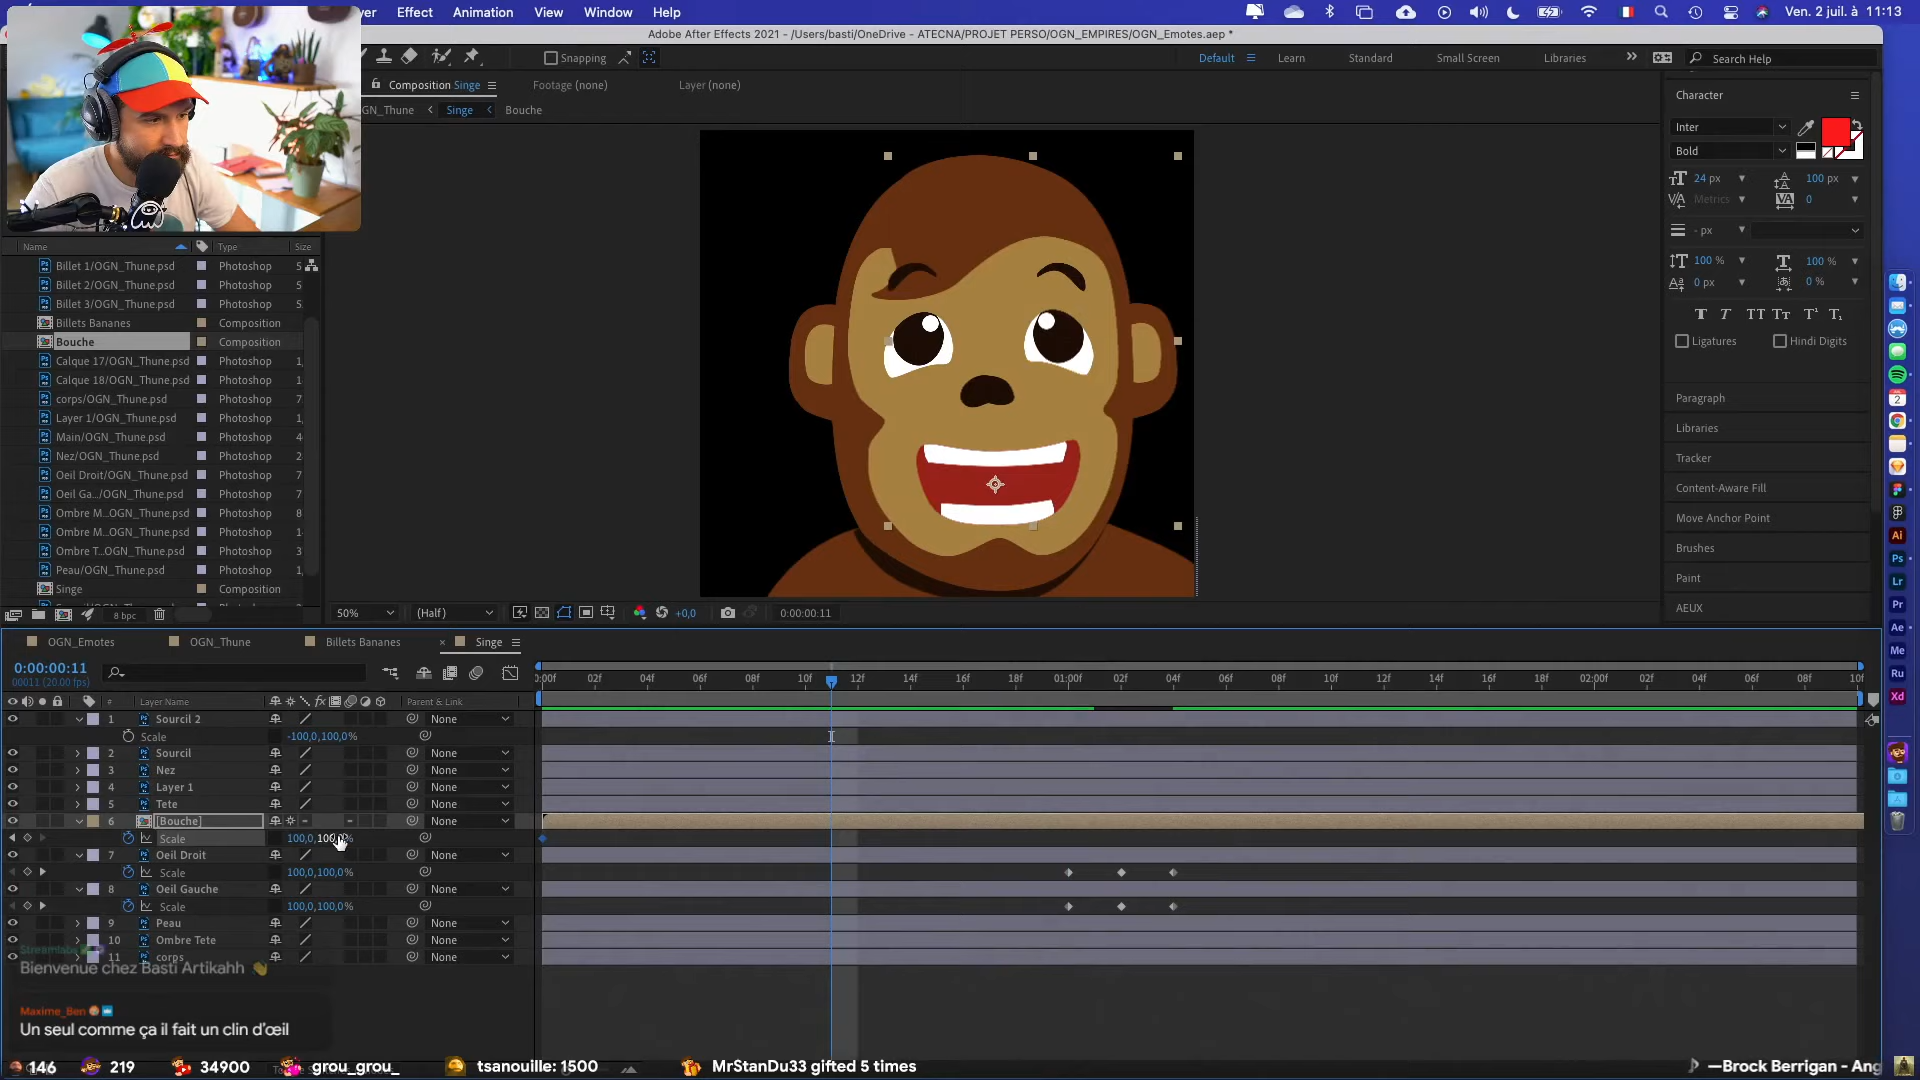 Effect Animation View Window Help
Ven. 2 juil. à 11:13
Adobe After Effects 2021 - /Users/basti/OneDrive - ATECNA/PROJET PERSO/OGN_EMPIRES/OGN_Emotes.aep *
Snapping
Default Learn Standard Small Screen Libraries
Search Help
Composition Singe Footage (none) Layer (none)
GN_Thune Singe Bouche
Character
Inter
Bold
24 px 100 px
Metrics 0
- px
100 % 100 %
0 px 0 %
Ligatures Hindi Digits
Paragraph
Libraries
Tracker
Content-Aware Fill
Move Anchor Point
Brushes
Paint
AEUX
Name Type Size
Billet 1/OGN_Thune.psd Photoshop 5
Billet 2/OGN_Thune.psd Photoshop 5
Billet 3/OGN_Thune.psd Photoshop 5
Billets Bananes Composition
Bouche Composition
Calque 17/OGN_Thune.psd Photoshop 1,
Calque 18/OGN_Thune.psd Photoshop 1,
corps/OGN_Thune.psd Photoshop 7
Layer 1/OGN_Thune.psd Photoshop 1,
Main/OGN_Thune.psd Photoshop 4
Nez/OGN_Thune.psd Photoshop 2
Oeil Droit/OGN_Thune.psd Photoshop 7
Oeil Ga.../OGN_Thune.psd Photoshop 7
Ombre M...OGN_Thune.psd Photoshop 8
Ombre M...OGN_Thune.psd Photoshop 1
Ombre T...OGN_Thune.psd Photoshop 3
Peau/OGN_Thune.psd Photoshop 1,
Singe Composition
8 bpc
50% (Half) +0,0 0:00:00:11
OGN_Emotes OGN_Thune Billets Bananes Singe
0:00:00:11
00011 (20.00 fps)
0:00f 02f 04f 06f 08f 10f 12f 14f 16f 18f 01:00f 02f 04f 06f 08f 10f 12f 14f 16f 18f 02:00f 02f 04f 06f 08f 10f
# Layer Name Parent & Link
1 Sourcil 2 None
Scale -100,0,100,0%
2 Sourcil None
3 Nez None
4 Layer 1 None
5 Tete None
6 [Bouche] None
Scale 100,0,100,0%
7 Oeil Droit None
Scale 100,0,100,0%
8 Oeil Gauche None
Scale 100,0,100,0%
9 Peau None
10 Ombre Tete None
11 corps None
Streamlabs
Bienvenue chez Basti Artikahh
Maxime_Ben
Un seul comme ça il fait un clin d'œil
146 219 34900 grou_grou_ tsanouille: 1500 MrStanDu33 gifted 5 times —Brock Berrigan - Ang
Ai
Ps
Lr
Pr
Ae
Me
Ru
Xd